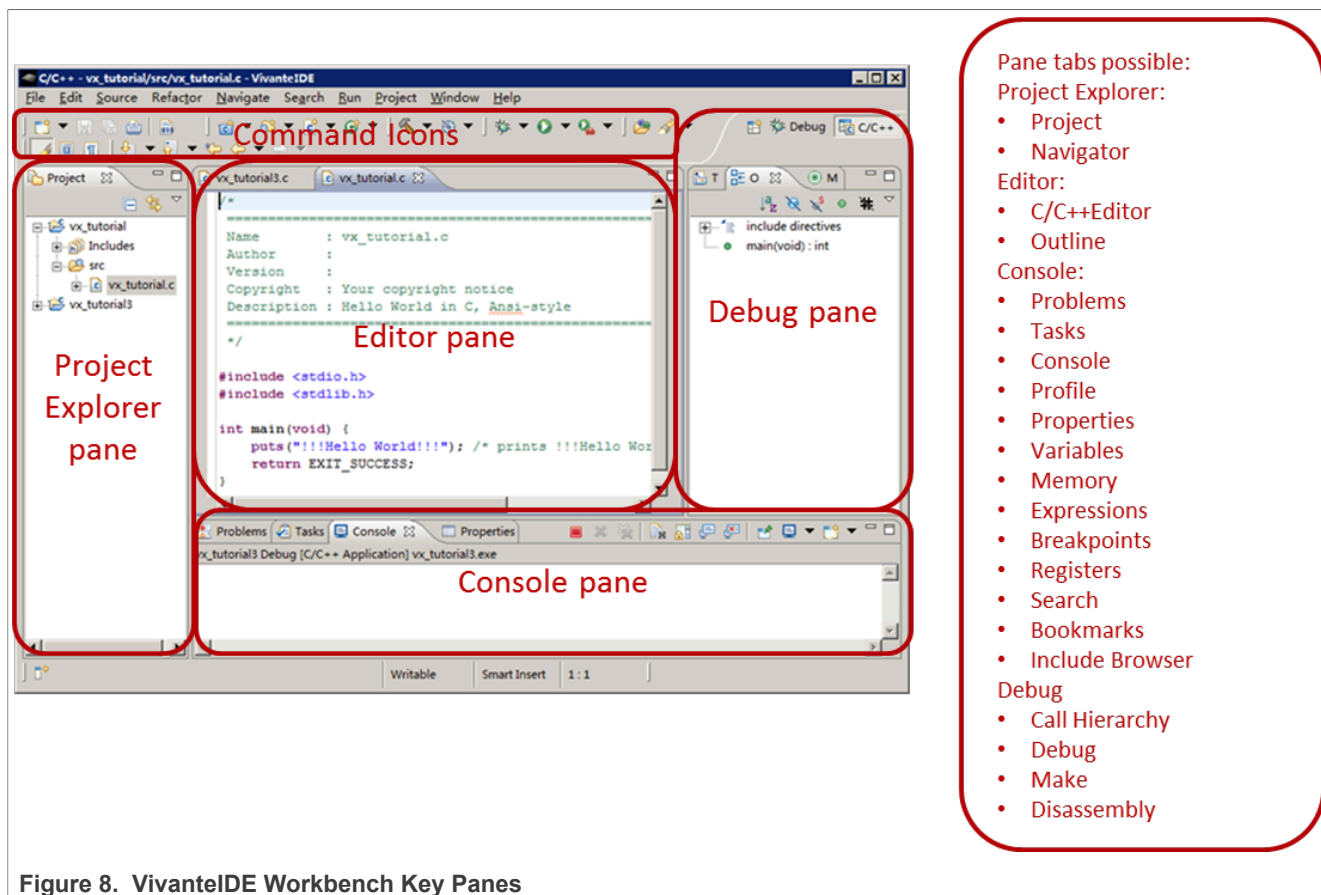 C/C++ - vx_tutorial/src/vx_tutorial.c - VivanteIDE
File Edit Source Refactor Navigate Search Run Project Window Help
Command Icons
Debug C/C++
Project
vx_tutorial
Includes
src
vx_tutorial.c
vx_tutorial3
Project
Explorer
pane
vx_tutorial3.c vx_tutorial.c
/*
Name : vx_tutorial.c
Author :
Version :
Copyright : Your copyright notice
Description : Hello World in C, Ansi-style
*/
Editor pane
#include <stdio.h>
#include <stdlib.h>
int main(void) {
puts("!!!Hello World!!!"); /* prints !!!Hello Wor
return EXIT_SUCCESS;
}
T O M
include directives
main(void) : int
Debug pane
Problems Tasks Console Properties
vx_tutorial3 Debug [C/C++ Application] vx_tutorial3.exe
Console pane
Writable Smart Insert 1 : 1
Pane tabs possible:
Project Explorer:
• Project
• Navigator
Editor:
• C/C++Editor
• Outline
Console:
• Problems
• Tasks
• Console
• Profile
• Properties
• Variables
• Memory
• Expressions
• Breakpoints
• Registers
• Search
• Bookmarks
• Include Browser
Debug
• Call Hierarchy
• Debug
• Make
• Disassembly
Figure 8. VivanteIDE Workbench Key Panes